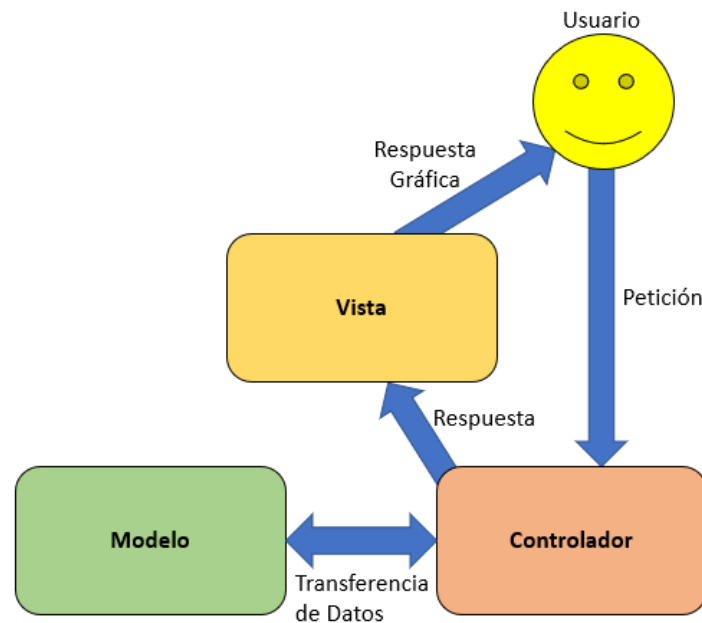 Usuario
Respuesta
Gráfica
Vista
Petición
Respuesta
Modelo
Controlador
Transferencia
de Datos